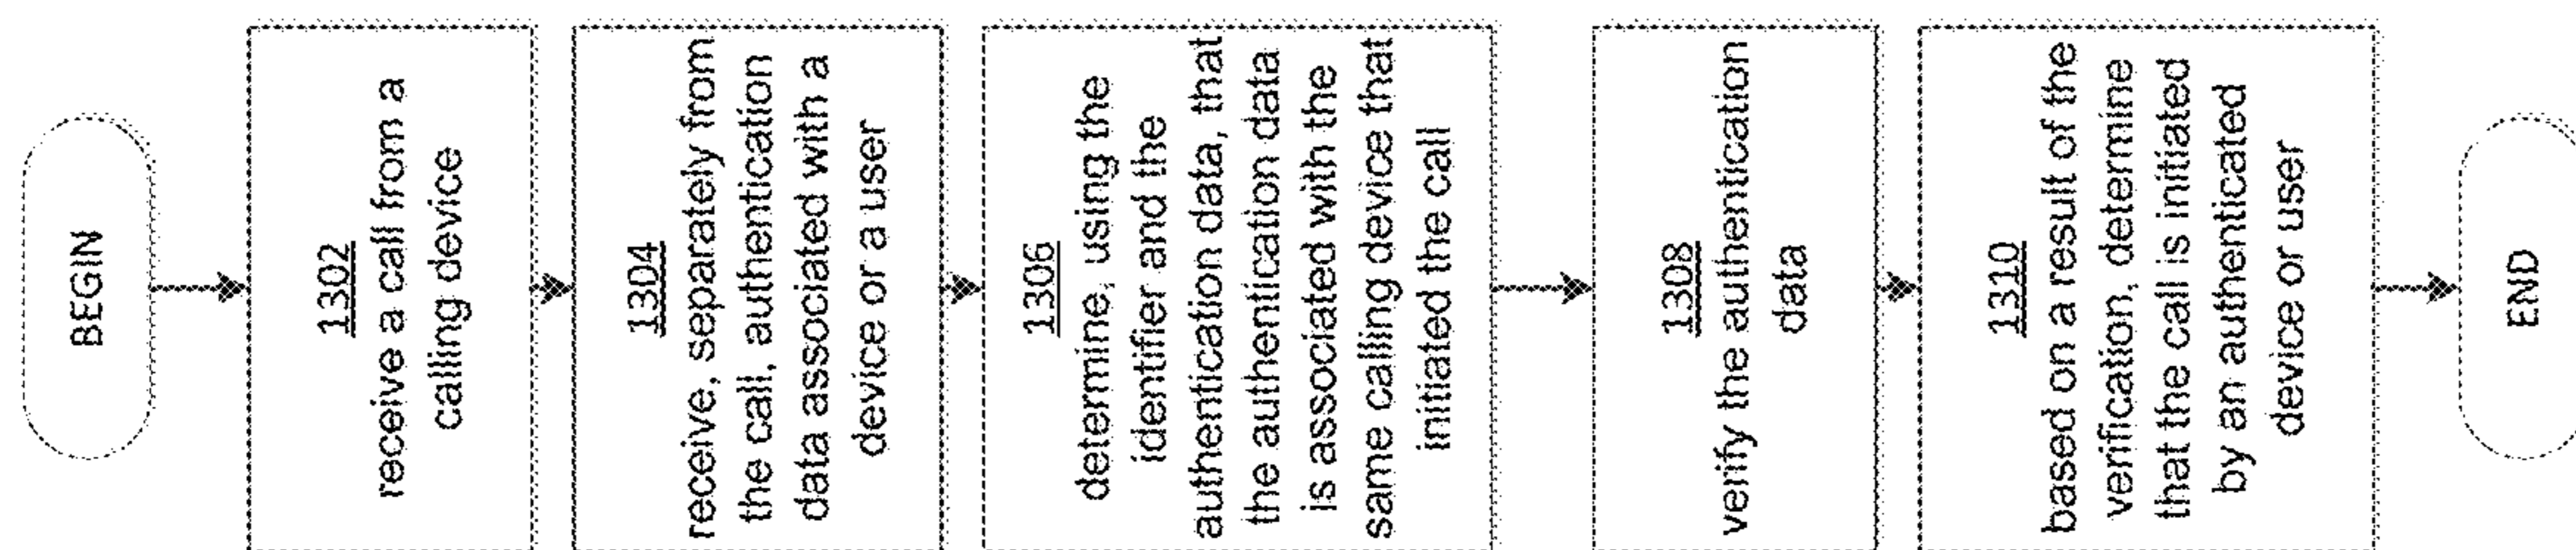 BEGIN
1302
receive a call from a
calling device
1304
receive, separately from
the call, authentication
data associated with a
device or a user
1306
determine, using the
identifier and the
authentication data, that
the authentication data
is associated with the
same calling device that
initiated the call
1308
verify the authentication
data
1310
based on a result of the
verification, determine
that the call is initiated
by an authenticated
device or user
END